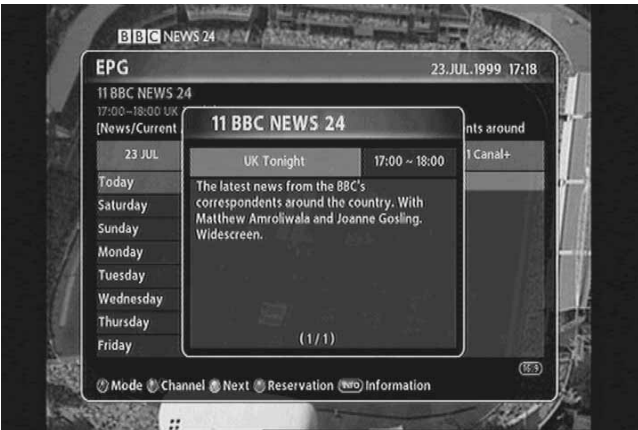 BBC NEWS 24
EPG
23.JUL.1999 17:18
11 BBC NEWS 24
17:00~18:00 UK
[News/Current
nts around
23 JUL
1 Canal+
Today
Saturday
Sunday
Monday
Tuesday
Wednesday
Thursday
Friday
11 BBC NEWS 24
UK Tonight
17:00 ~ 18:00
The latest news from the BBC's
correspondents around the country. With
Matthew Amroliwala and Joanne Gosling.
Widescreen.
(1/1)
16:9
Mode Channel Next Reservation INFO Information